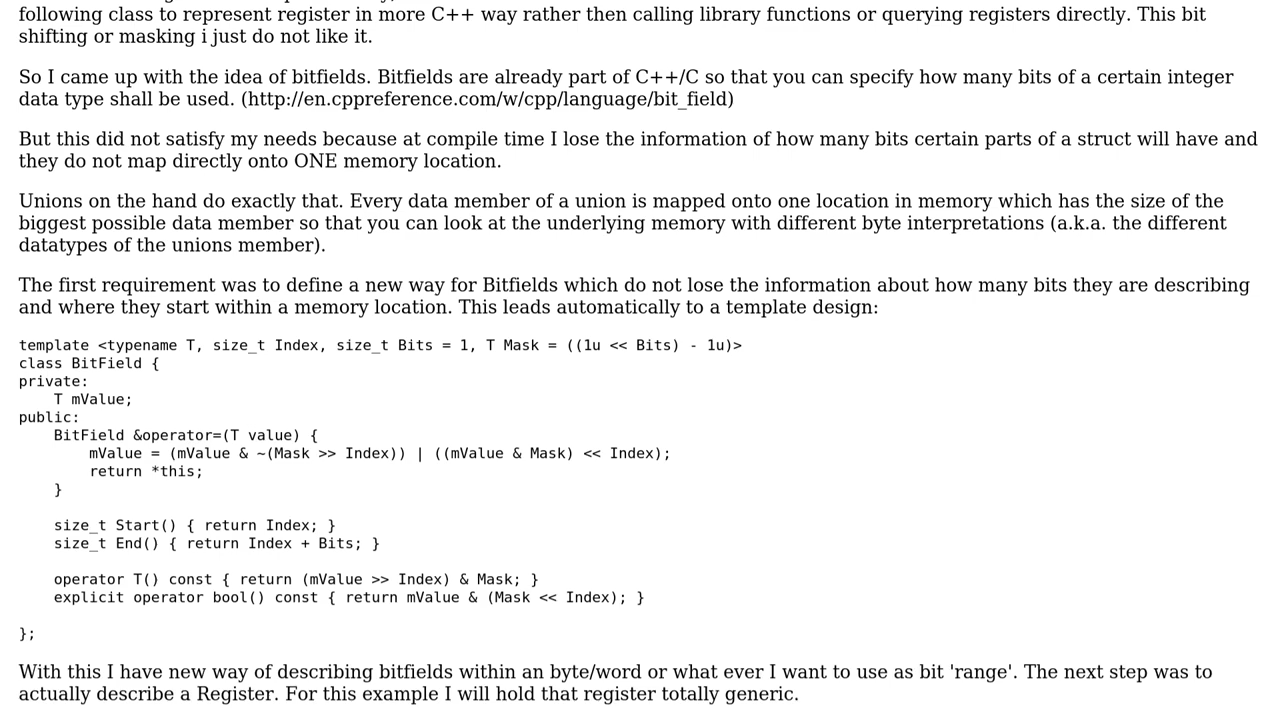 following class to represent register in more C++ way rather then calling library functions or querying registers directly. This bit
shifting or masking i just do not like it.
So I came up with the idea of bitfields. Bitfields are already part of C++/C so that you can specify how many bits of a certain integer
data type shall be used. (http://en.cppreference.com/w/cpp/language/bit_field)
But this did not satisfy my needs because at compile time I lose the information of how many bits certain parts of a struct will have and
they do not map directly onto ONE memory location.
Unions on the hand do exactly that. Every data member of a union is mapped onto one location in memory which has the size of the
biggest possible data member so that you can look at the underlying memory with different byte interpretations (a.k.a. the different
datatypes of the unions member).
The first requirement was to define a new way for Bitfields which do not lose the information about how many bits they are describing
and where they start within a memory location. This leads automatically to a template design:
template <typename T, size_t Index, size_t Bits = 1, T Mask = ((1u << Bits) - 1u)>
class BitField {
private:
    T mValue;
public:
    BitField &operator=(T value) {
        mValue = (mValue & ~(Mask >> Index)) | ((mValue & Mask) << Index);
        return *this;
    }
    size_t Start() { return Index; }
    size_t End() { return Index + Bits; }
    operator T() const { return (mValue >> Index) & Mask; }
    explicit operator bool() const { return mValue & (Mask << Index); }
};
With this I have new way of describing bitfields within an byte/word or what ever I want to use as bit 'range'. The next step was to
actually describe a Register. For this example I will hold that register totally generic.